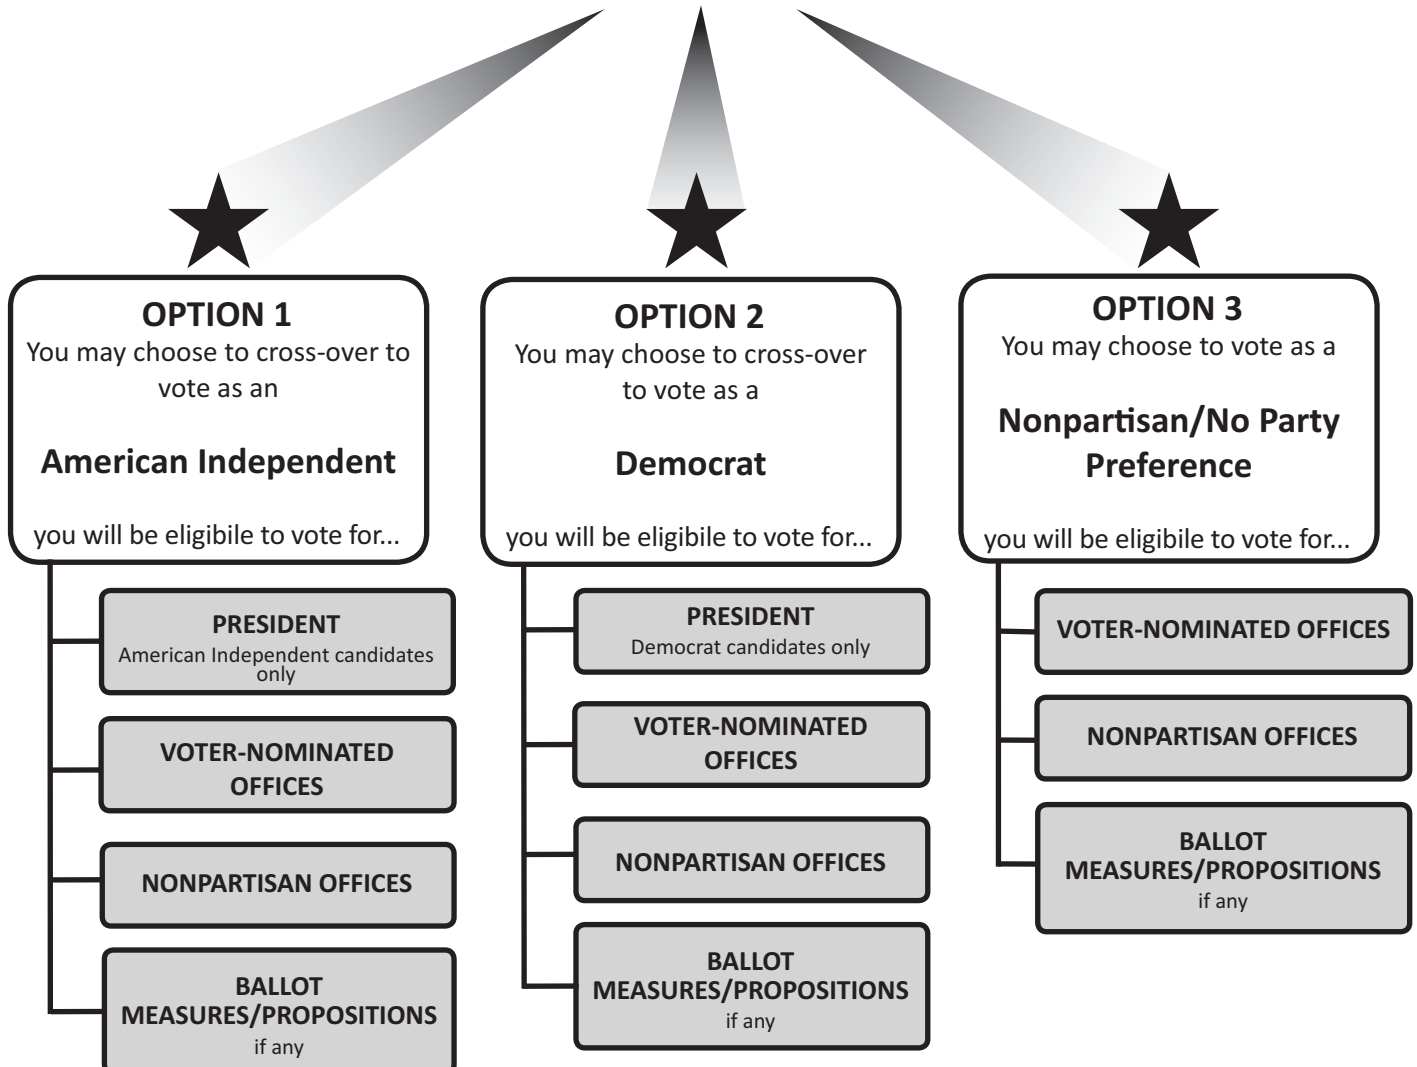 OPTION 1
You may choose to cross-over to
vote as an
American Independent
you will be eligibile to vote for...
PRESIDENT
American Independent candidates
only
VOTER-NOMINATED
OFFICES
NONPARTISAN OFFICES
BALLOT
MEASURES/PROPOSITIONS
if any
OPTION 2
You may choose to cross-over
to vote as a
Democrat
you will be eligibile to vote for...
PRESIDENT
Democrat candidates only
VOTER-NOMINATED
OFFICES
NONPARTISAN OFFICES
BALLOT
MEASURES/PROPOSITIONS
if any
OPTION 3
You may choose to vote as a
Nonpartisan/No Party
Preference
you will be eligibile to vote for...
VOTER-NOMINATED OFFICES
NONPARTISAN OFFICES
BALLOT
MEASURES/PROPOSITIONS
if any